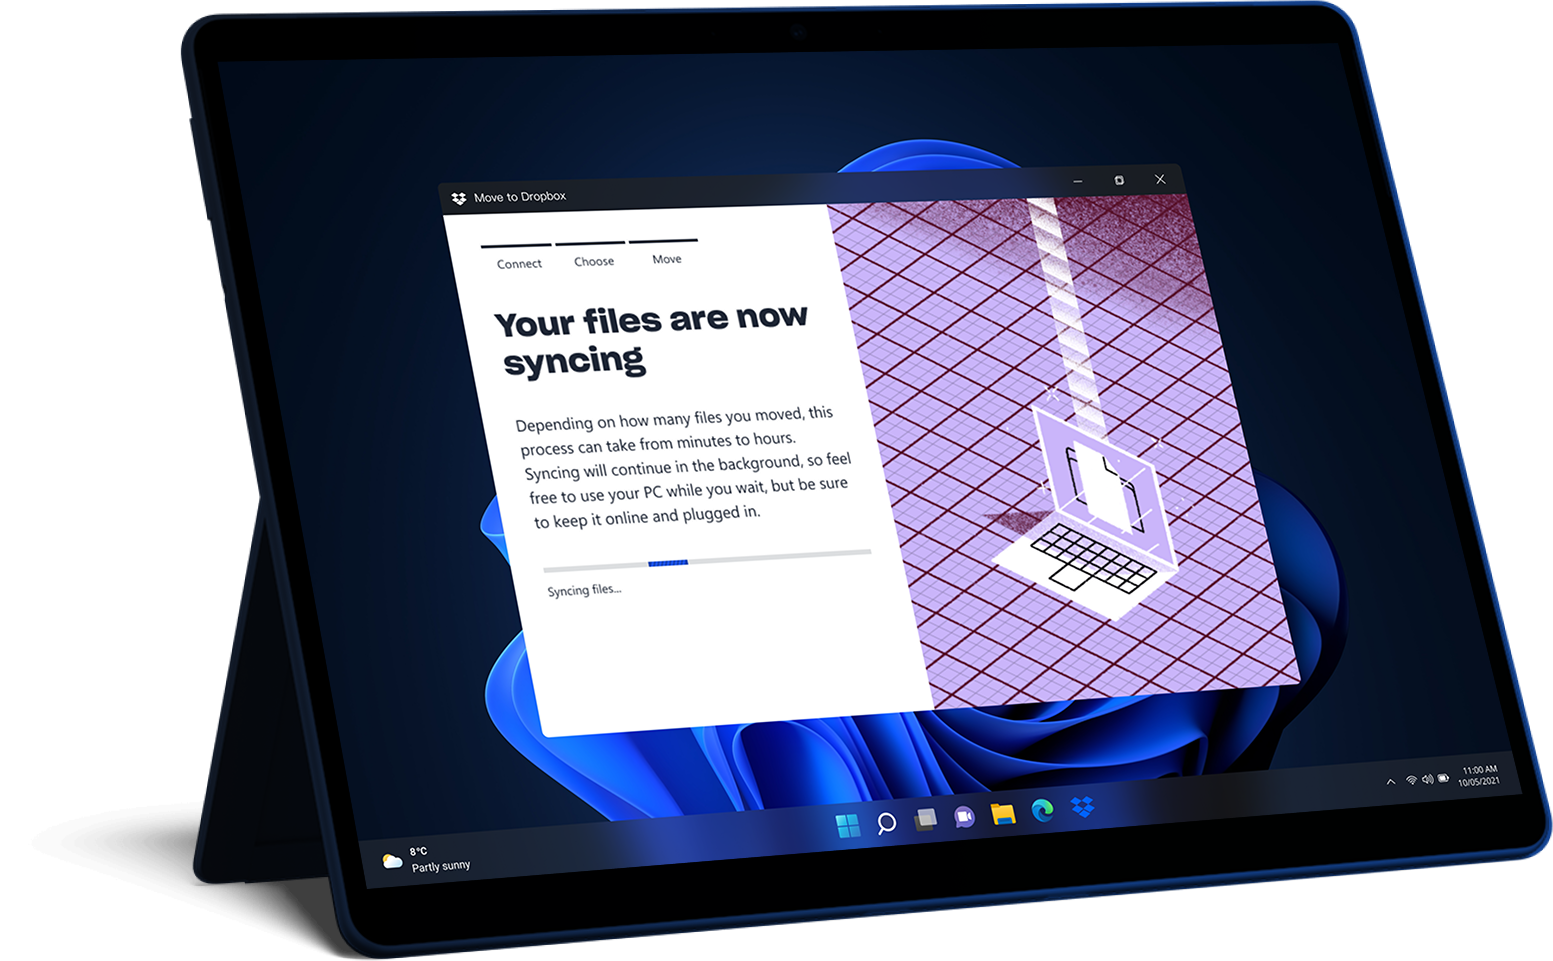 Move to Dropbox
Connect
Choose
Move
Your files are now
syncing
Depending on how many files you moved, this
process can take from minutes to hours.
Syncing will continue in the background, so feel
free to use your PC while you wait, but be sure
to keep it online and plugged in.
Syncing files...
8°C
Partly sunny
11:00 AM
10/05/2021